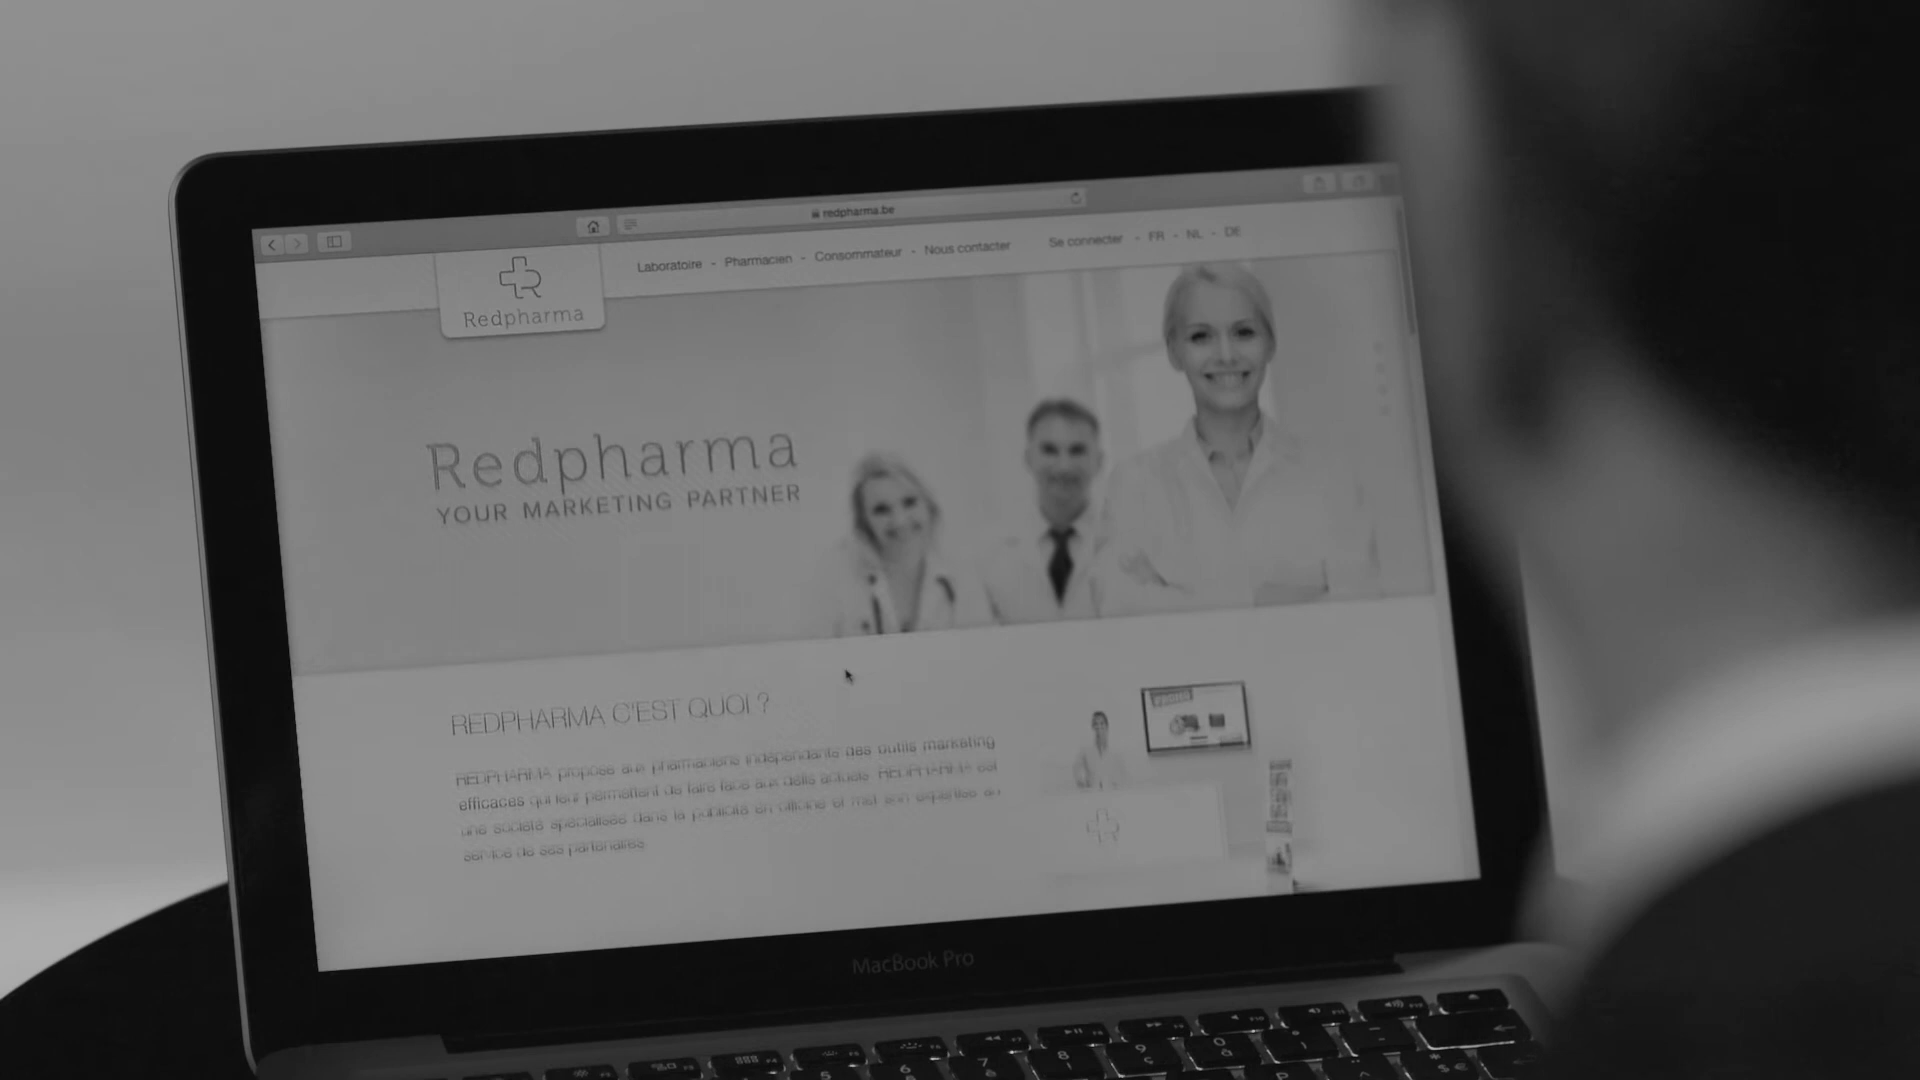 redpharma.be
Laboratoire - Pharmacien - Consommateur - Nous contacter Se connecter - FR - NL - DE
Redpharma
Redpharma
YOUR MARKETING PARTNER
REDPHARMA C'EST QUOI ?
REDPHARMA propose aux pharmaciens indépendants des outils marketing
efficaces qui leur permettent de faire face aux défis actuels. REDPHARMA est
une société spécialisée dans la publicité en officine et met son expertise au
service de ses partenaires
MacBook Pro